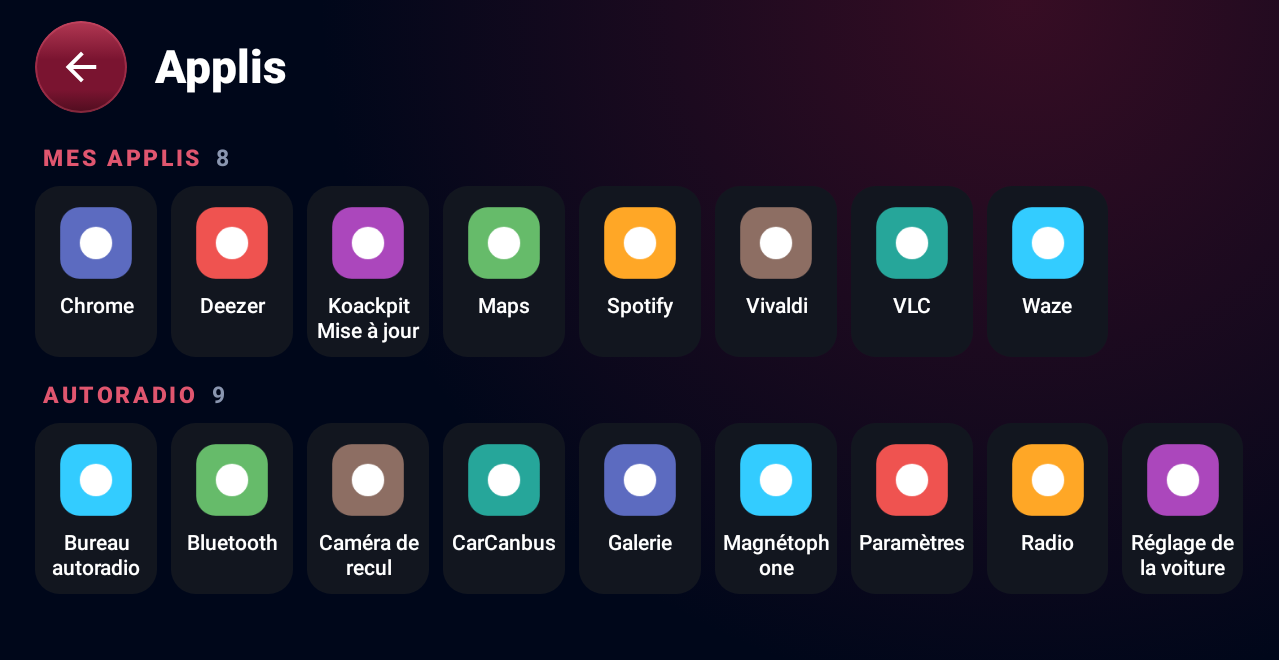 Applis
MES APPLIS 8
Chrome
Deezer
Koackpit
Mise à jour
Maps
Spotify
Vivaldi
VLC
Waze
AUTORADIO 9
Bureau
autoradio
Bluetooth
Caméra de
recul
CarCanbus
Galerie
Magnétoph
one
Paramètres
Radio
Réglage de
la voiture